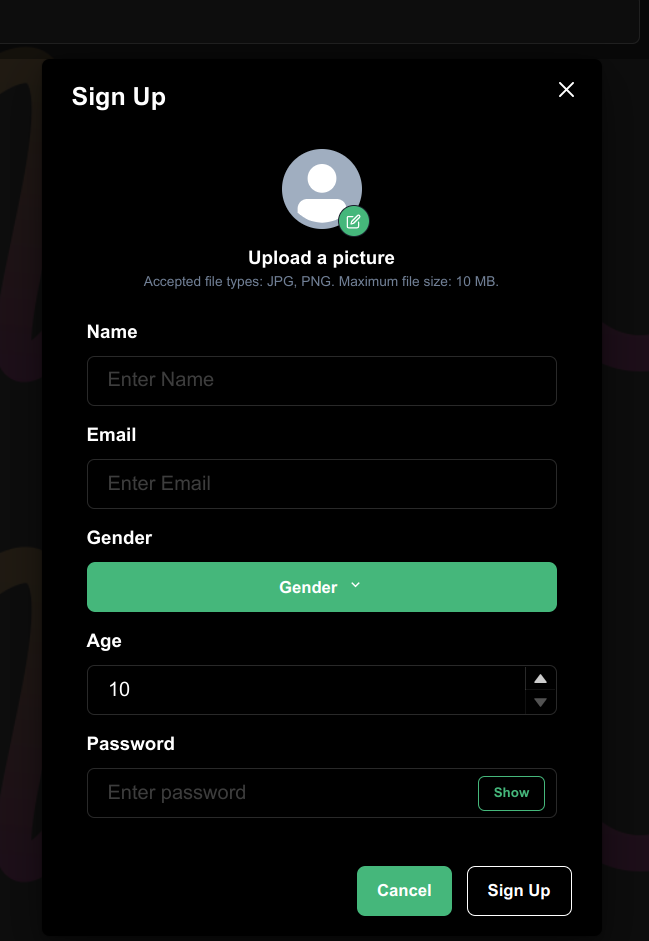 Sign Up
Upload a picture
Accepted file types: JPG, PNG. Maximum file size: 10 MB.
Name
Enter Name
Email
Enter Email
Gender
Gender
Age
10
Password
Enter password
Show
Cancel
Sign Up